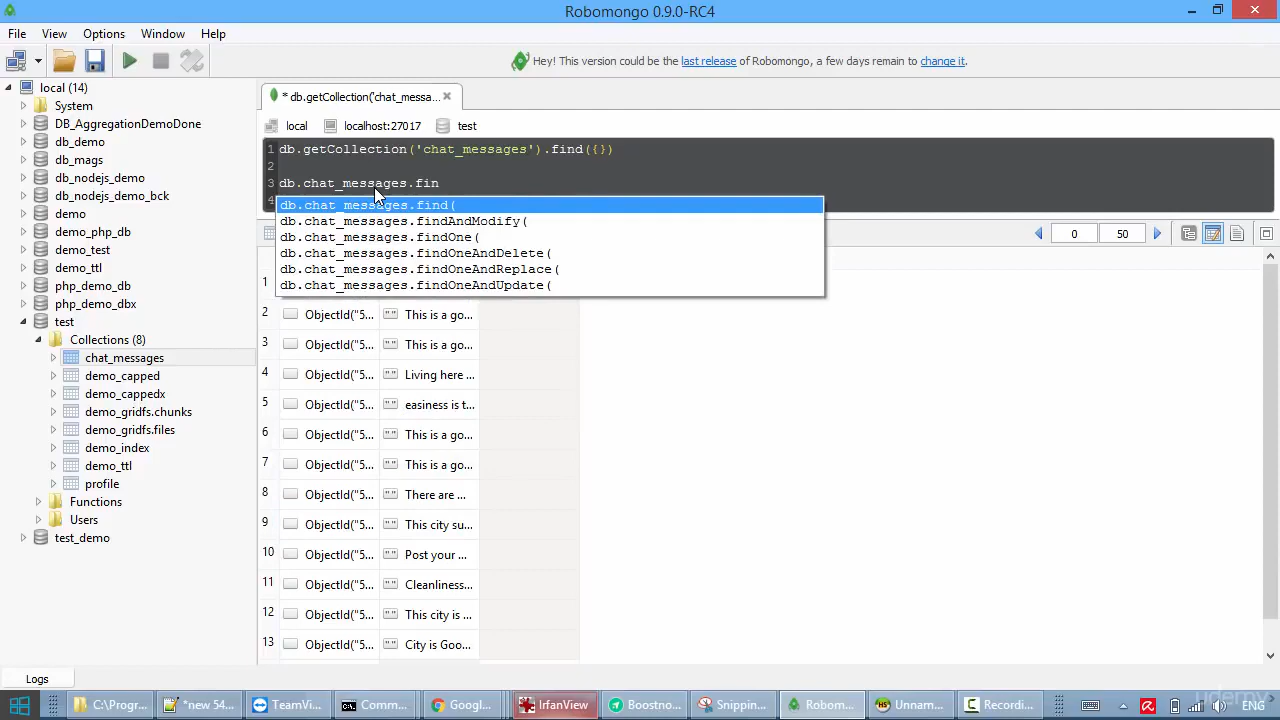 Robomongo 0.9.0-RC4
File View Options Window Help
Hey! This version could be the last release of Robomongo, a few days remain to change it.
local (14)
System
DB_AggregationDemoDone
db_demo
db_mags
db_nodejs_demo
db_nodejs_demo_bck
demo
demo_php_db
demo_test
demo_ttl
php_demo_db
php_demo_dbx
test
Collections (8)
chat_messages
demo_capped
demo_cappedx
demo_gridfs.chunks
demo_gridfs.files
demo_index
demo_ttl
profile
Functions
Users
test_demo
* db.getCollection('chat_messa...
local localhost:27017 test
1 db.getCollection('chat_messages').find({})
2
3 db.chat_messages.fin
4
db.chat_messages.find(
db.chat_messages.findAndModify(
db.chat_messages.findOne(
db.chat_messages.findOneAndDelete(
db.chat_messages.findOneAndReplace(
db.chat_messages.findOneAndUpdate(
0 50
1
2 ObjectId("5... "" This is a go...
3 ObjectId("5... "" This is a go...
4 ObjectId("5... "" Living here ...
5 ObjectId("5... "" easiness is t...
6 ObjectId("5... "" This is a go...
7 ObjectId("5... "" This is a go...
8 ObjectId("5... "" There are ...
9 ObjectId("5... "" This city su...
10 ObjectId("5... "" Post your ...
11 ObjectId("5... "" Cleanliness...
12 ObjectId("5... "" This city is ...
13 ObjectId("5... "" City is Goo...
Logs
C:\Progr... *new 54... TeamVi... Comm... Googl... IrfanView Boostno... Snippin... Robom... Unnam... Recordi... ENG
udemy